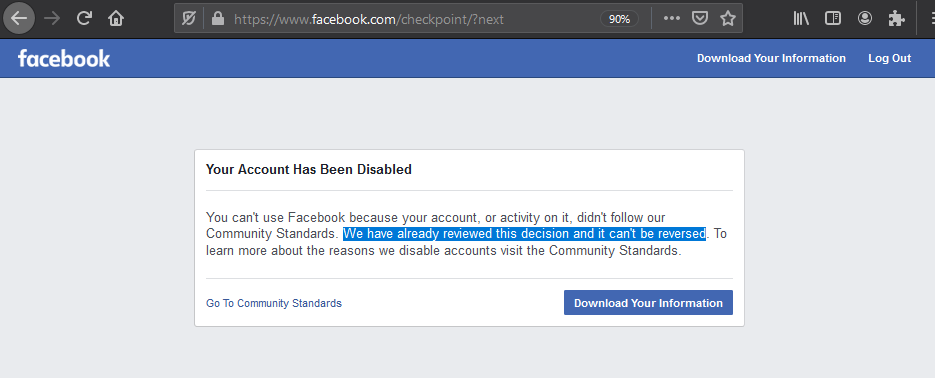 https://www.facebook.com/checkpoint/?next
90%
facebook
Download Your Information
Log Out
Your Account Has Been Disabled
You can't use Facebook because your account, or activity on it, didn't follow our
Community Standards. We have already reviewed this decision and it can't be reversed. To
learn more about the reasons we disable accounts visit the Community Standards.
Go To Community Standards
Download Your Information